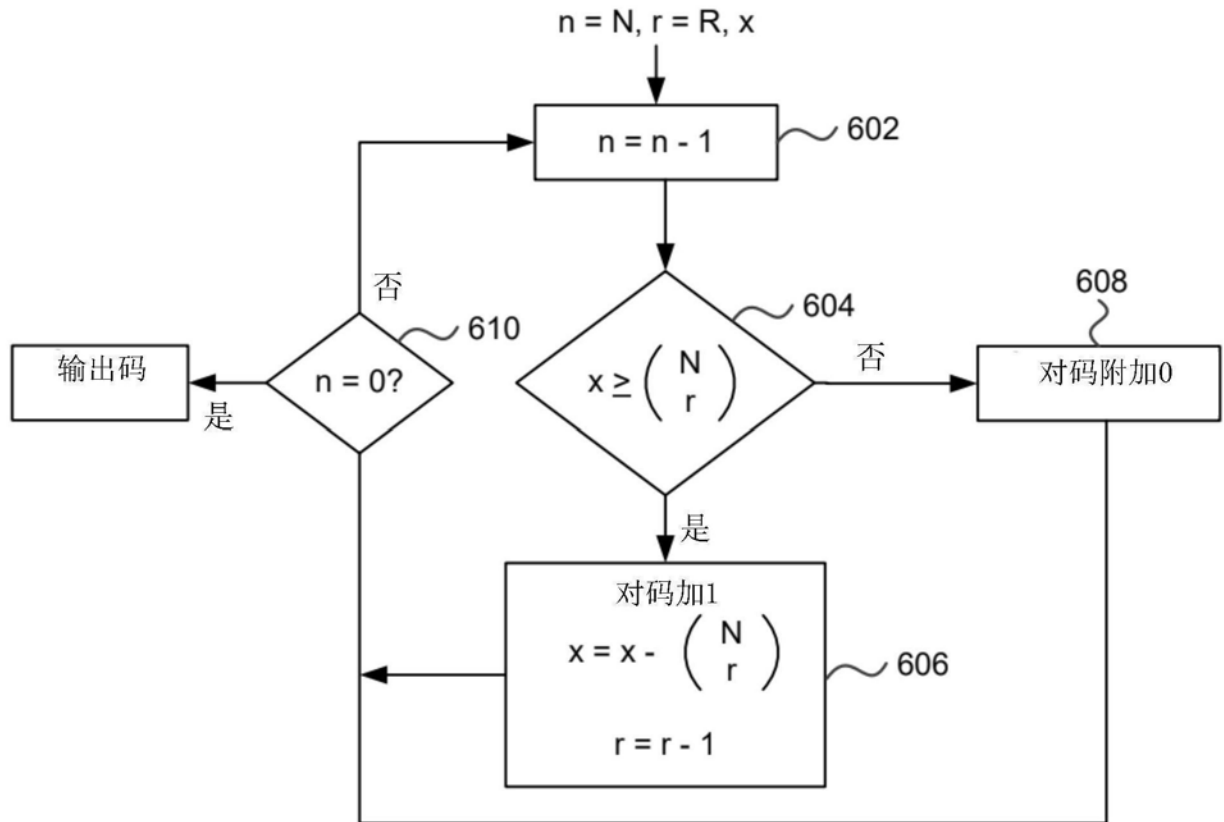 n = N, r = R, x
n = n - 1
602
否
608
604
610
输出码
n = 0?
x ≥ ( N
r )
否
对码附加0
是
是
对码加1
x = x - ( N
r )
606
r = r - 1